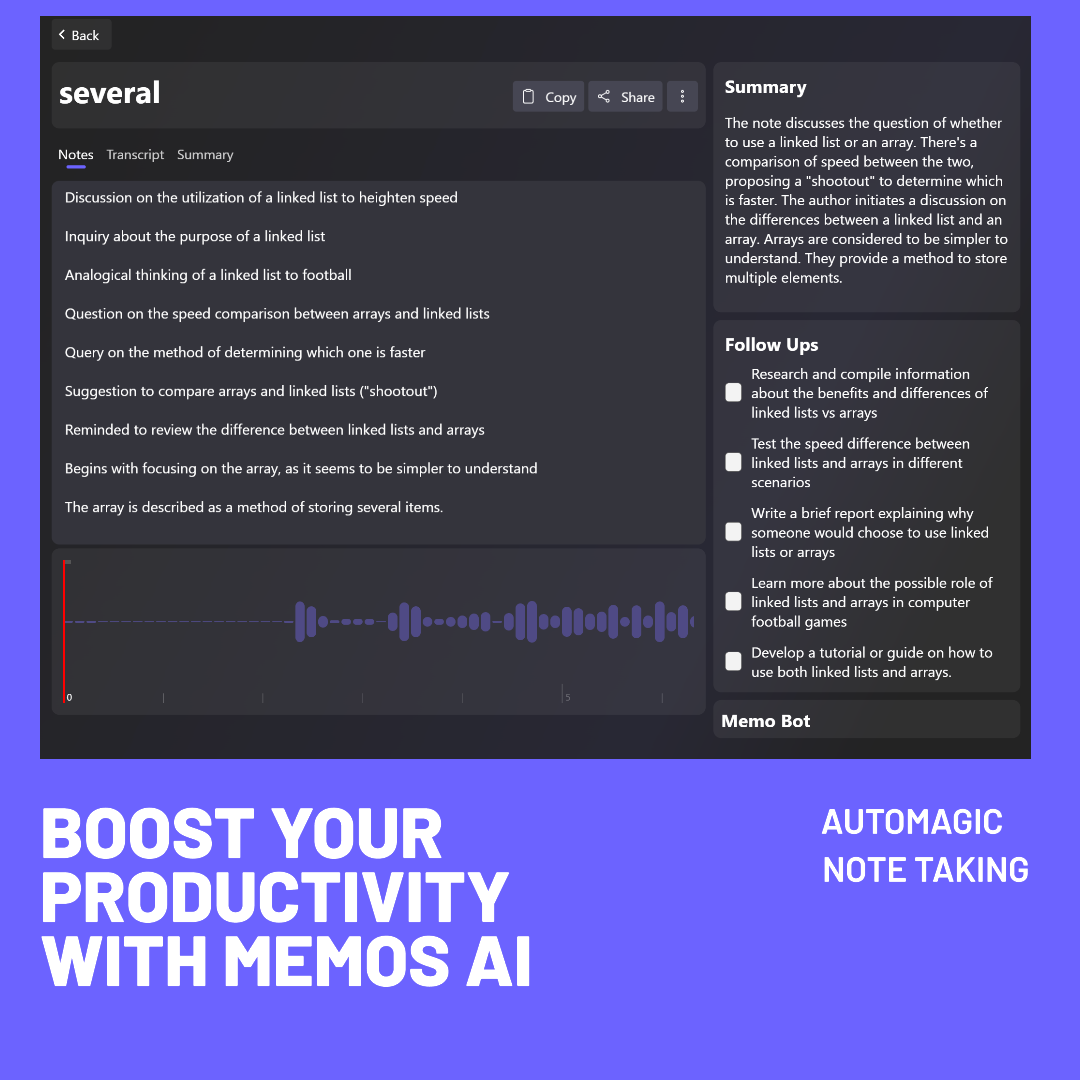 Back
several
Copy
Share
Notes
Transcript
Summary
Discussion on the utilization of a linked list to heighten speed
Inquiry about the purpose of a linked list
Analogical thinking of a linked list to football
Question on the speed comparison between arrays and linked lists
Query on the method of determining which one is faster
Suggestion to compare arrays and linked lists ("shootout")
Reminded to review the difference between linked lists and arrays
Begins with focusing on the array, as it seems to be simpler to understand
The array is described as a method of storing several items.
0
5
Summary
The note discusses the question of whether
to use a linked list or an array. There's a
comparison of speed between the two,
proposing a "shootout" to determine which
is faster. The author initiates a discussion on
the differences between a linked list and an
array. Arrays are considered to be simpler to
understand. They provide a method to store
multiple elements.
Follow Ups
Research and compile information
about the benefits and differences of
linked lists vs arrays
Test the speed difference between
linked lists and arrays in different
scenarios
Write a brief report explaining why
someone would choose to use linked
lists or arrays
Learn more about the possible role of
linked lists and arrays in computer
football games
Develop a tutorial or guide on how to
use both linked lists and arrays.
Memo Bot
BOOST YOUR
PRODUCTIVITY
WITH MEMOS AI
AUTOMAGIC
NOTE TAKING